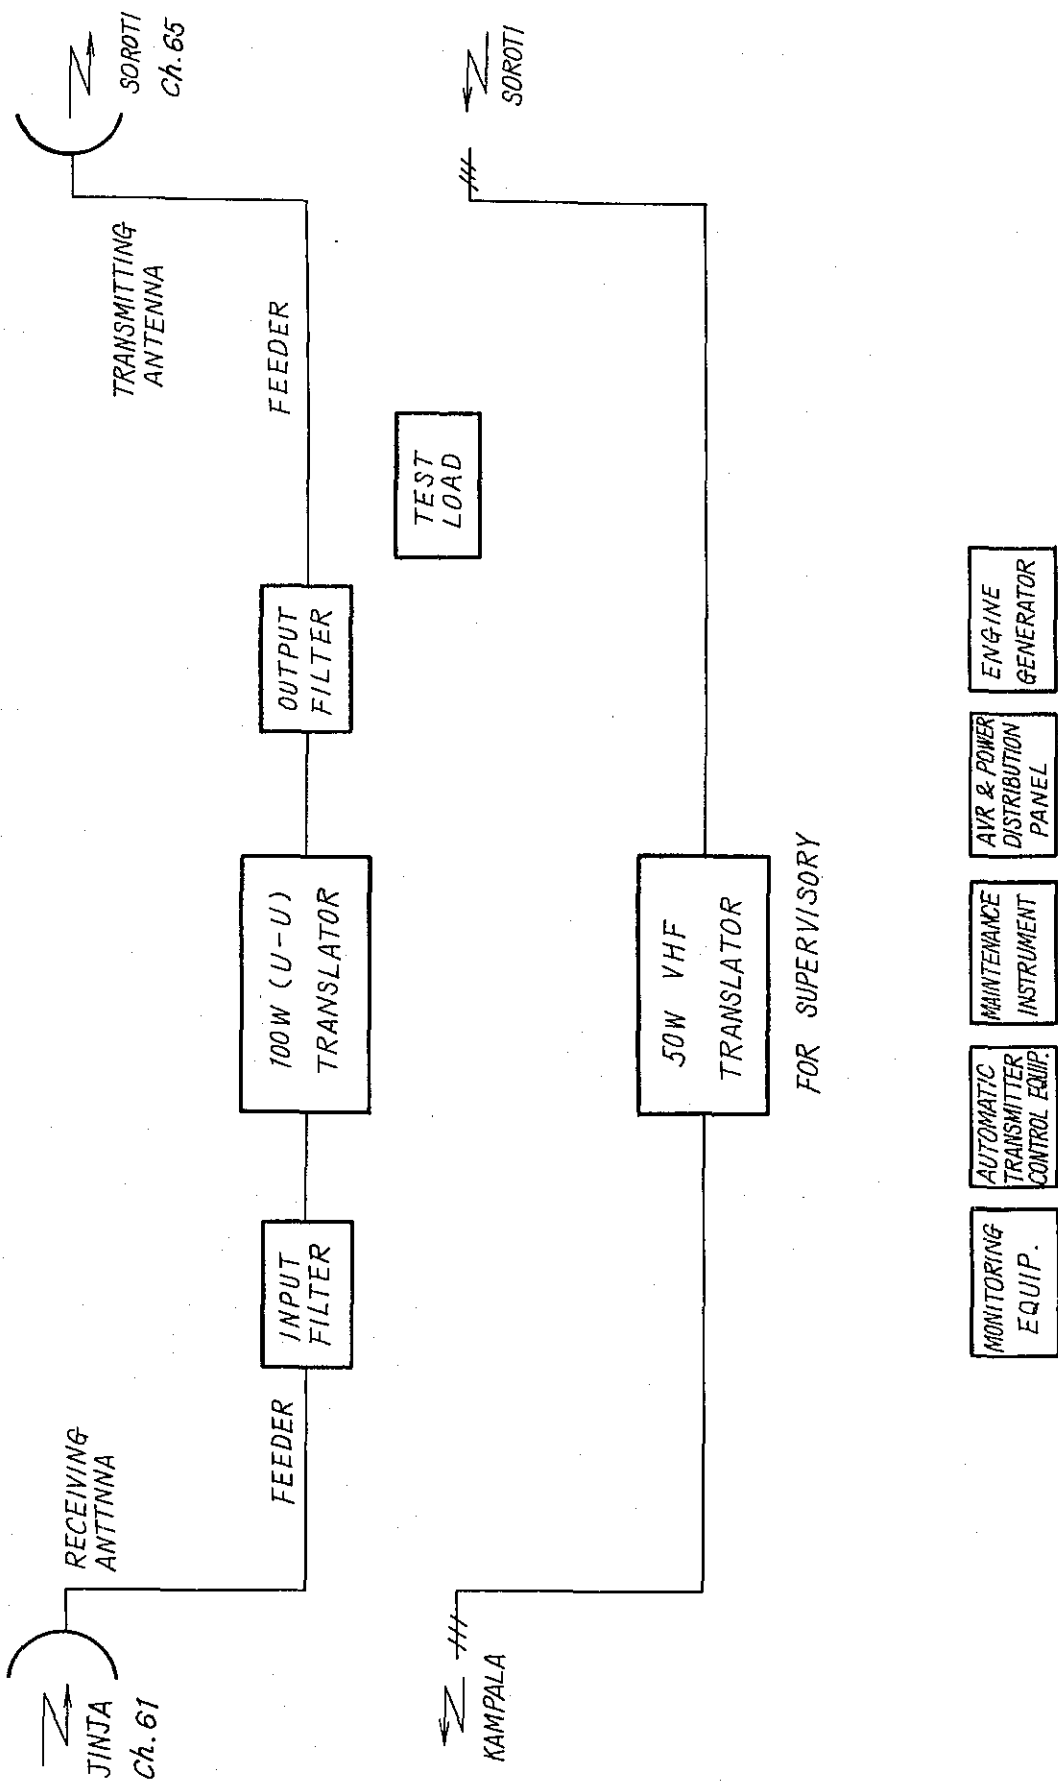 JINJA
Ch.61
RECEIVING
ANTTNNA
FEEDER
INPUT
FILTER
100W (U-U)
TRANSLATOR
OUTPUT
FILTER
FEEDER
TRANSMITTING
ANTENNA
SOROTI
Ch.65
TEST
LOAD
KAMPALA
50W VHF
TRANSLATOR
FOR SUPERVISORY
SOROTI
MONITORING
EQUIP.
AUTOMATIC
TRANSMITTER
CONTROL EQUIP.
MAINTENANCE
INSTRUMENT
AVR & POWER
DISTRIBUTION
PANEL
ENGINE
GENERATOR